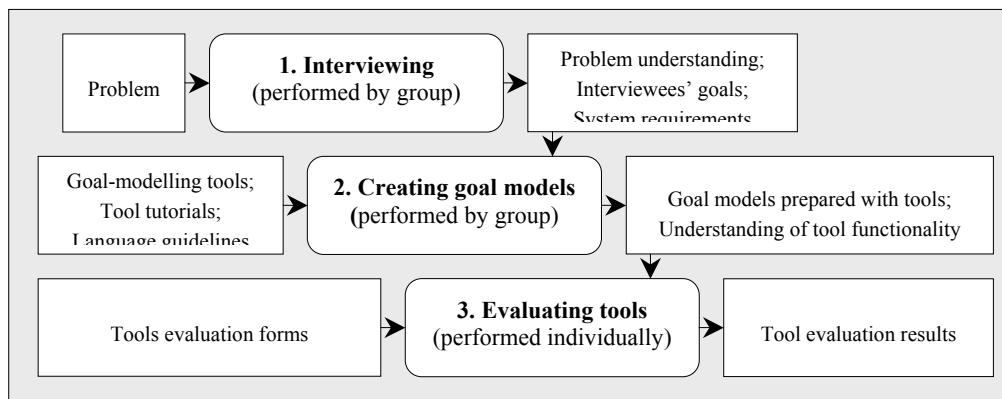 Problem
1. Interviewing
(performed by group)
Problem understanding;
Interviewees’ goals;
System requirements
Goal-modelling tools;
Tool tutorials;
Language guidelines
2. Creating goal models
(performed by group)
Goal models prepared with tools;
Understanding of tool functionality
Tools evaluation forms
3. Evaluating tools
(performed individually)
Tool evaluation results